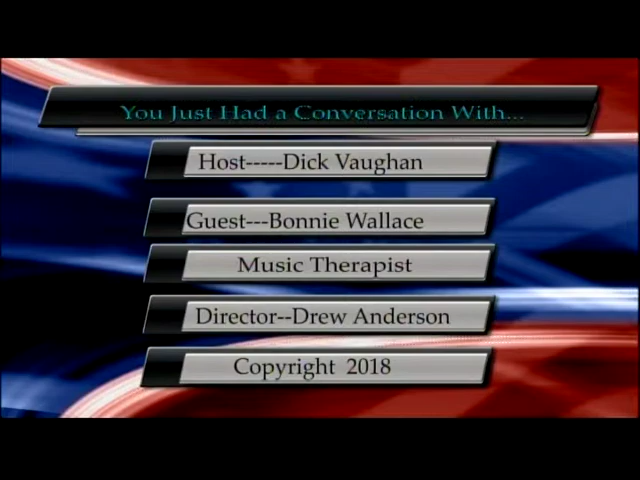 You Just Had a Conversation With...
Host-----Dick Vaughan
Guest---Bonnie Wallace
Music Therapist
Director--Drew Anderson
Copyright 2018